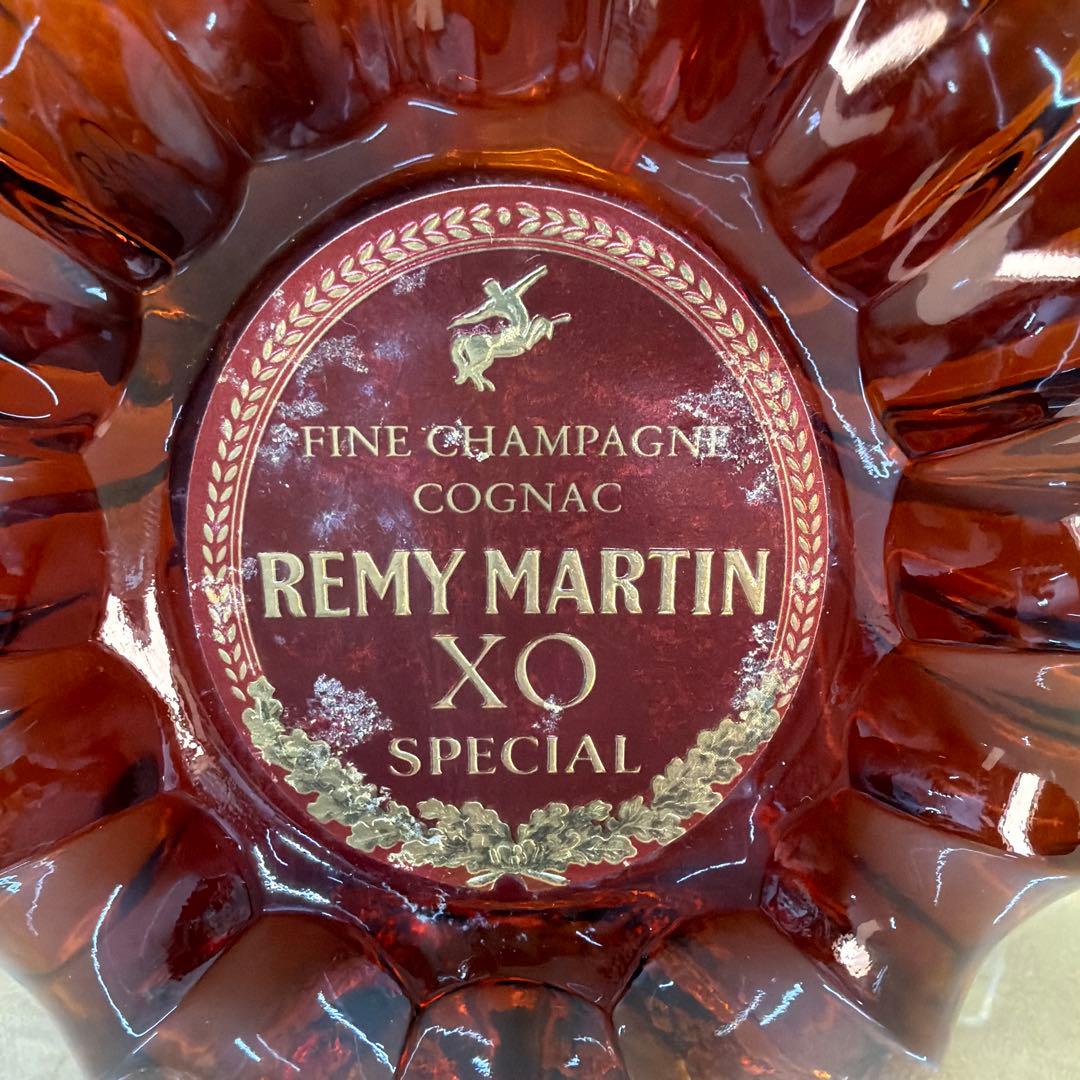 FINE CHAMPAGNE
COGNAC
REMY MARTIN
XO
SPECIAL